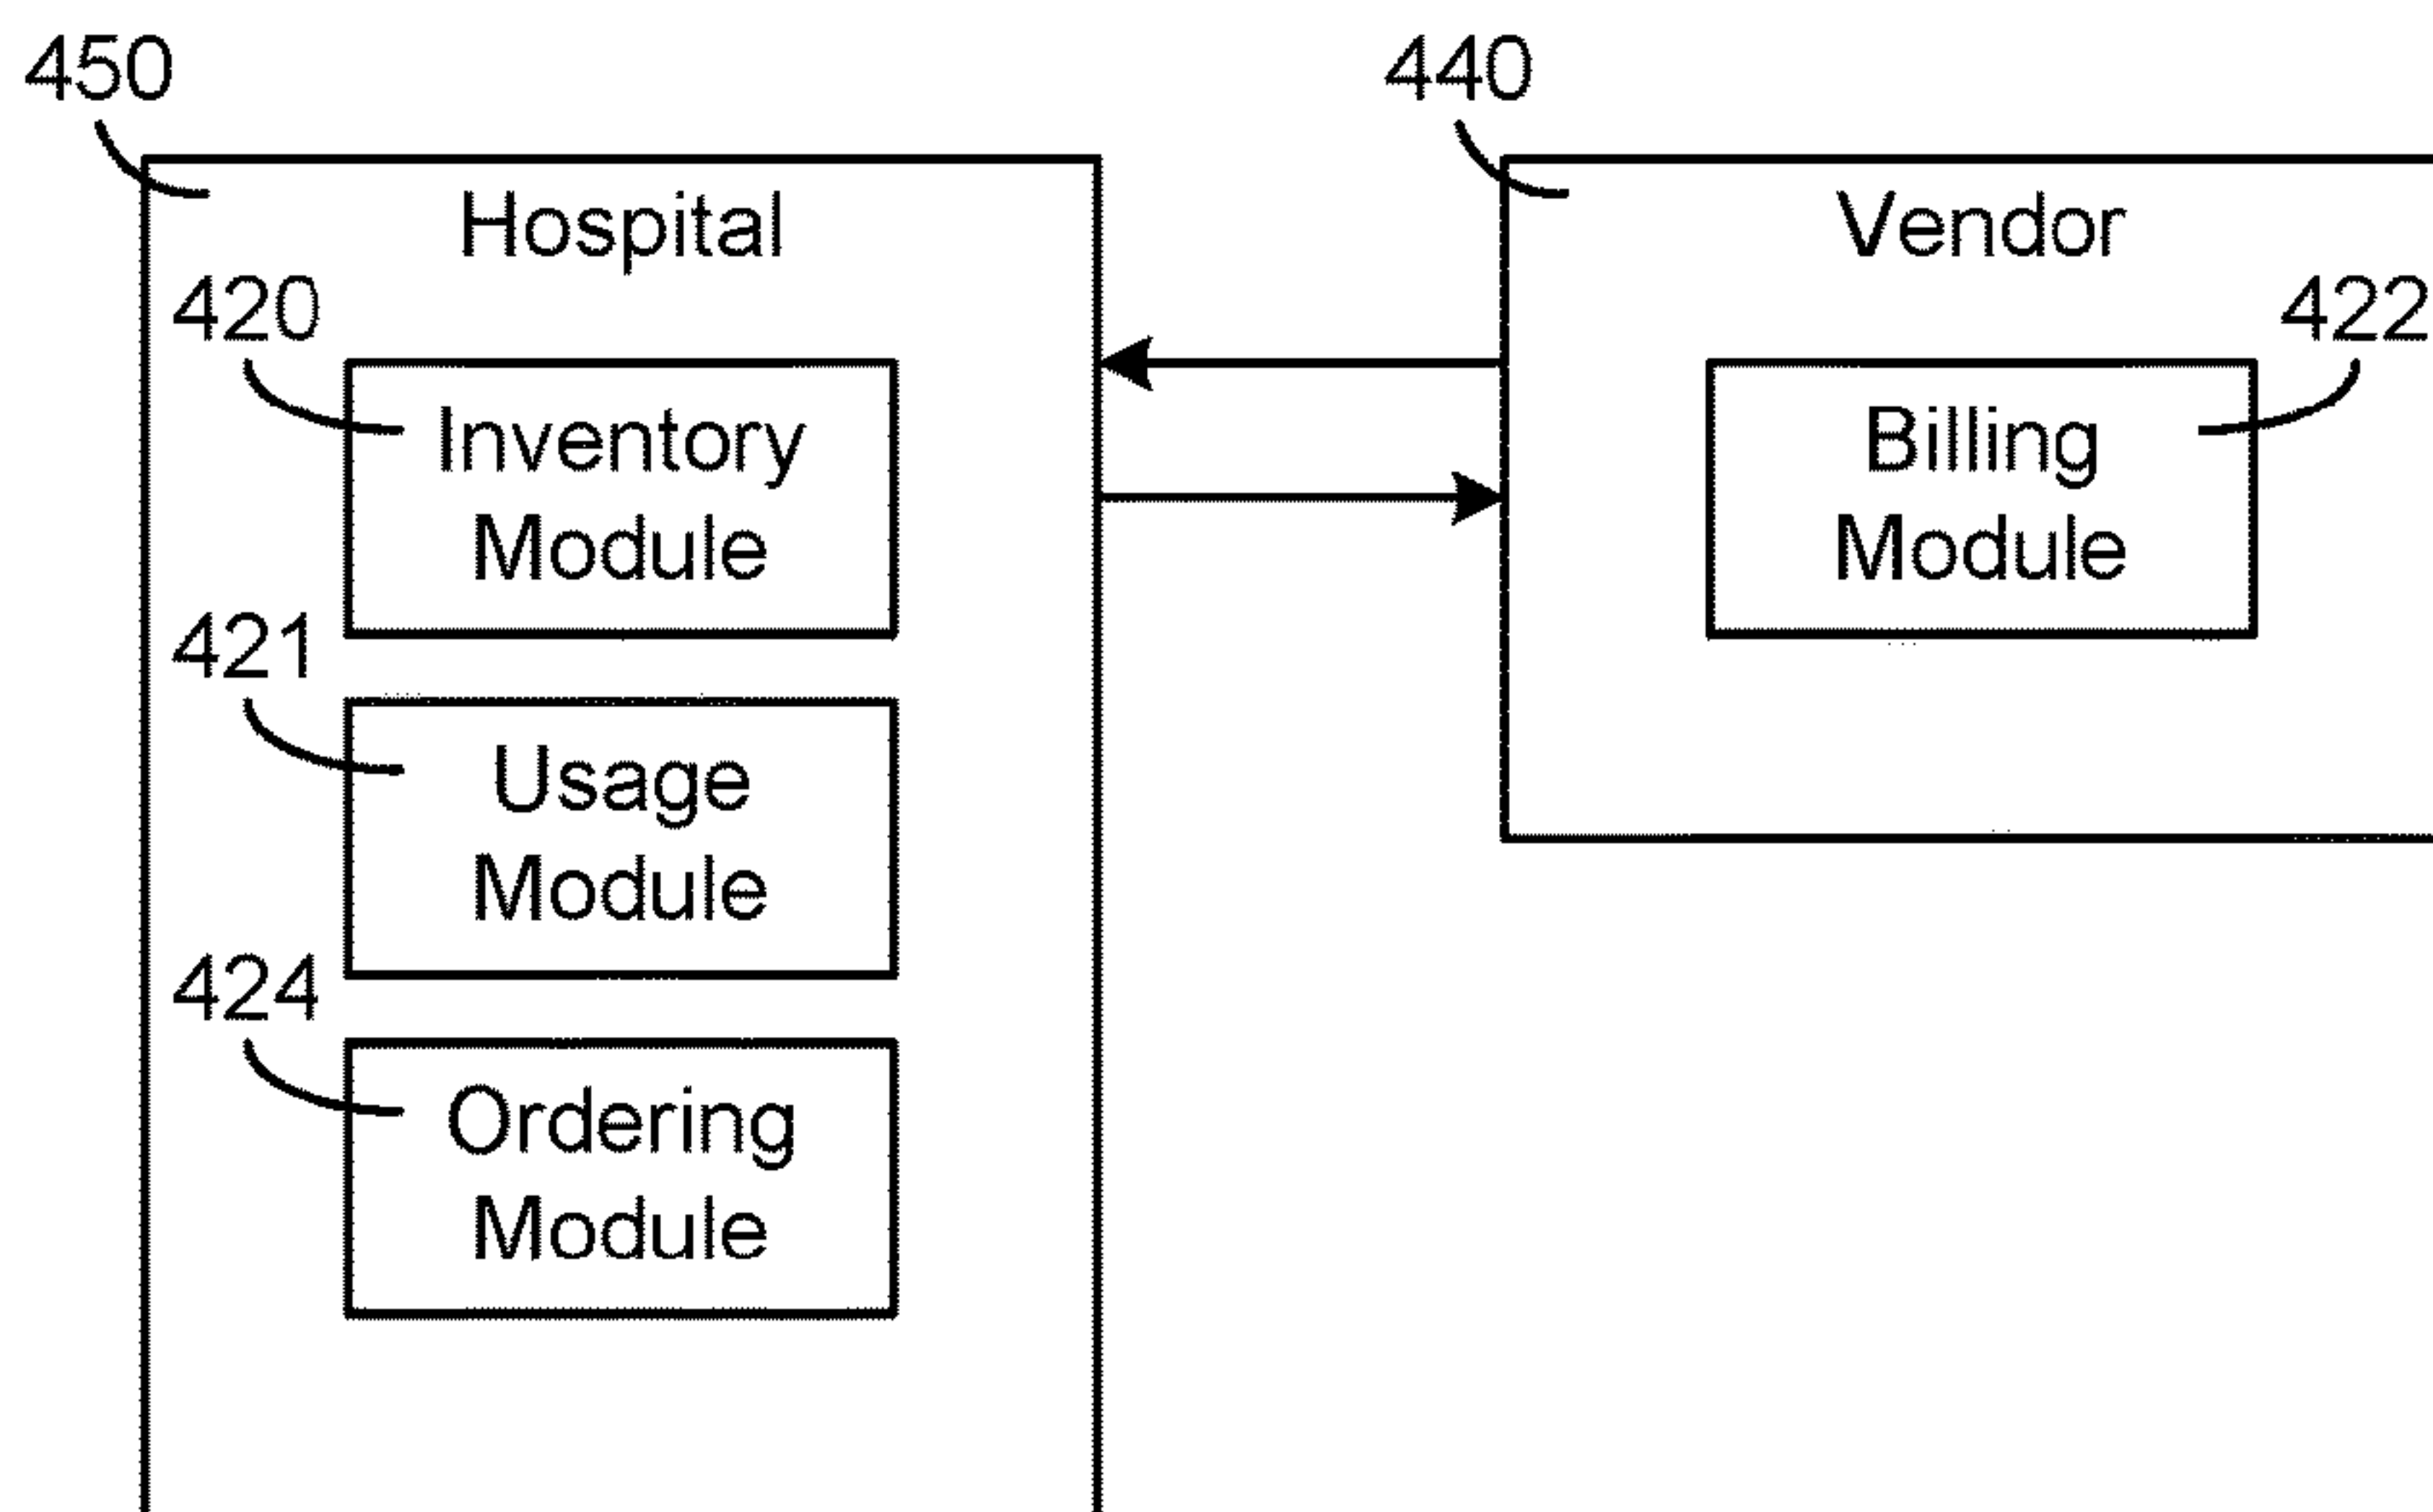 450
440
Hospital
Vendor
420
422
Inventory
Module
Billing
Module
421
Usage
Module
424
Ordering
Module